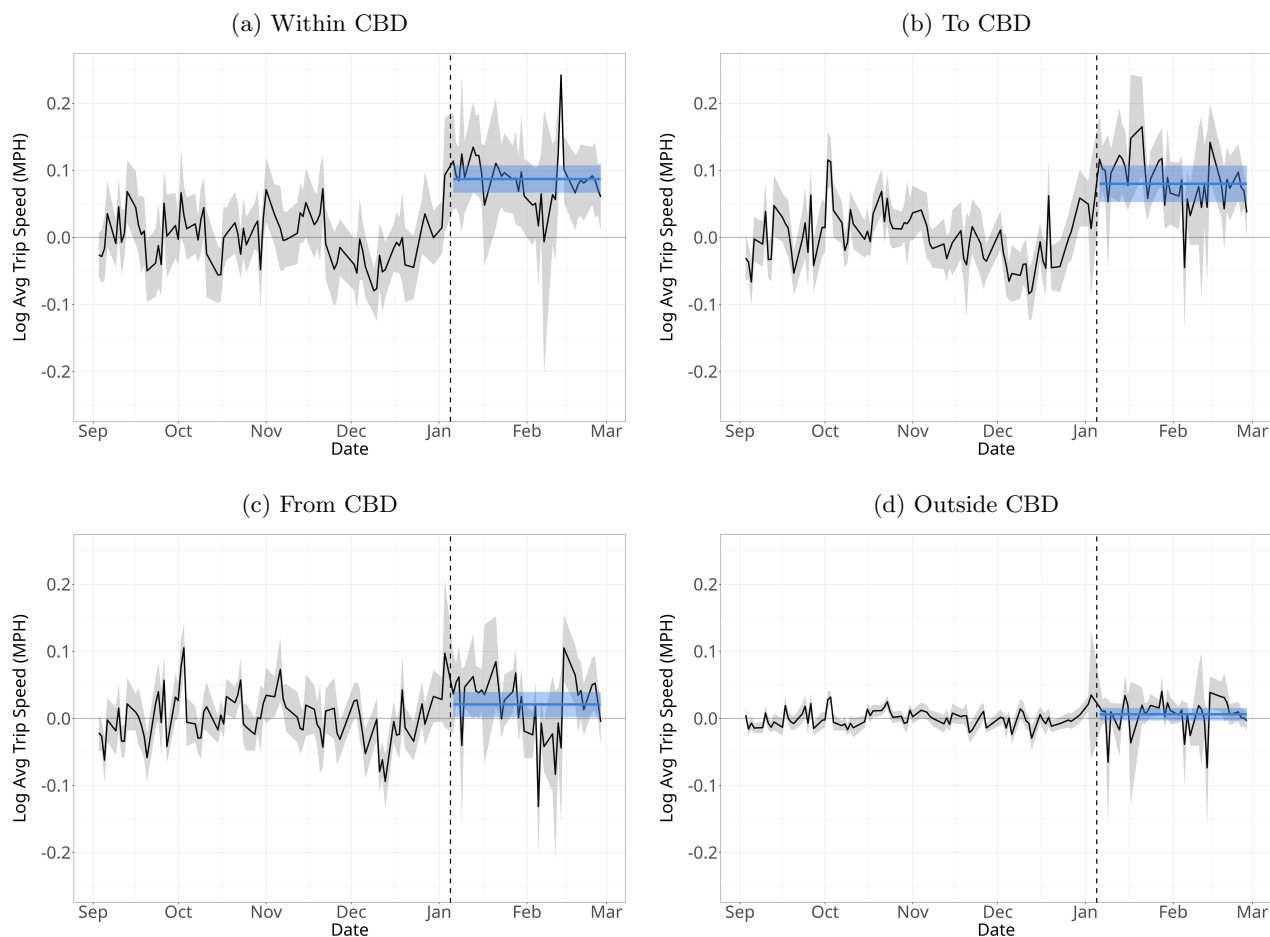 (a) Within CBD
Log Avg Trip Speed (MPH)
0.2
0.1
0.0
-0.1
-0.2
Sep Oct Nov Dec Jan Feb Mar
Date
(b) To CBD
Log Avg Trip Speed (MPH)
0.2
0.1
0.0
-0.1
-0.2
Sep Oct Nov Dec Jan Feb Mar
Date
(c) From CBD
Log Avg Trip Speed (MPH)
0.2
0.1
0.0
-0.1
-0.2
Sep Oct Nov Dec Jan Feb Mar
Date
(d) Outside CBD
Log Avg Trip Speed (MPH)
0.2
0.1
0.0
-0.1
-0.2
Sep Oct Nov Dec Jan Feb Mar
Date